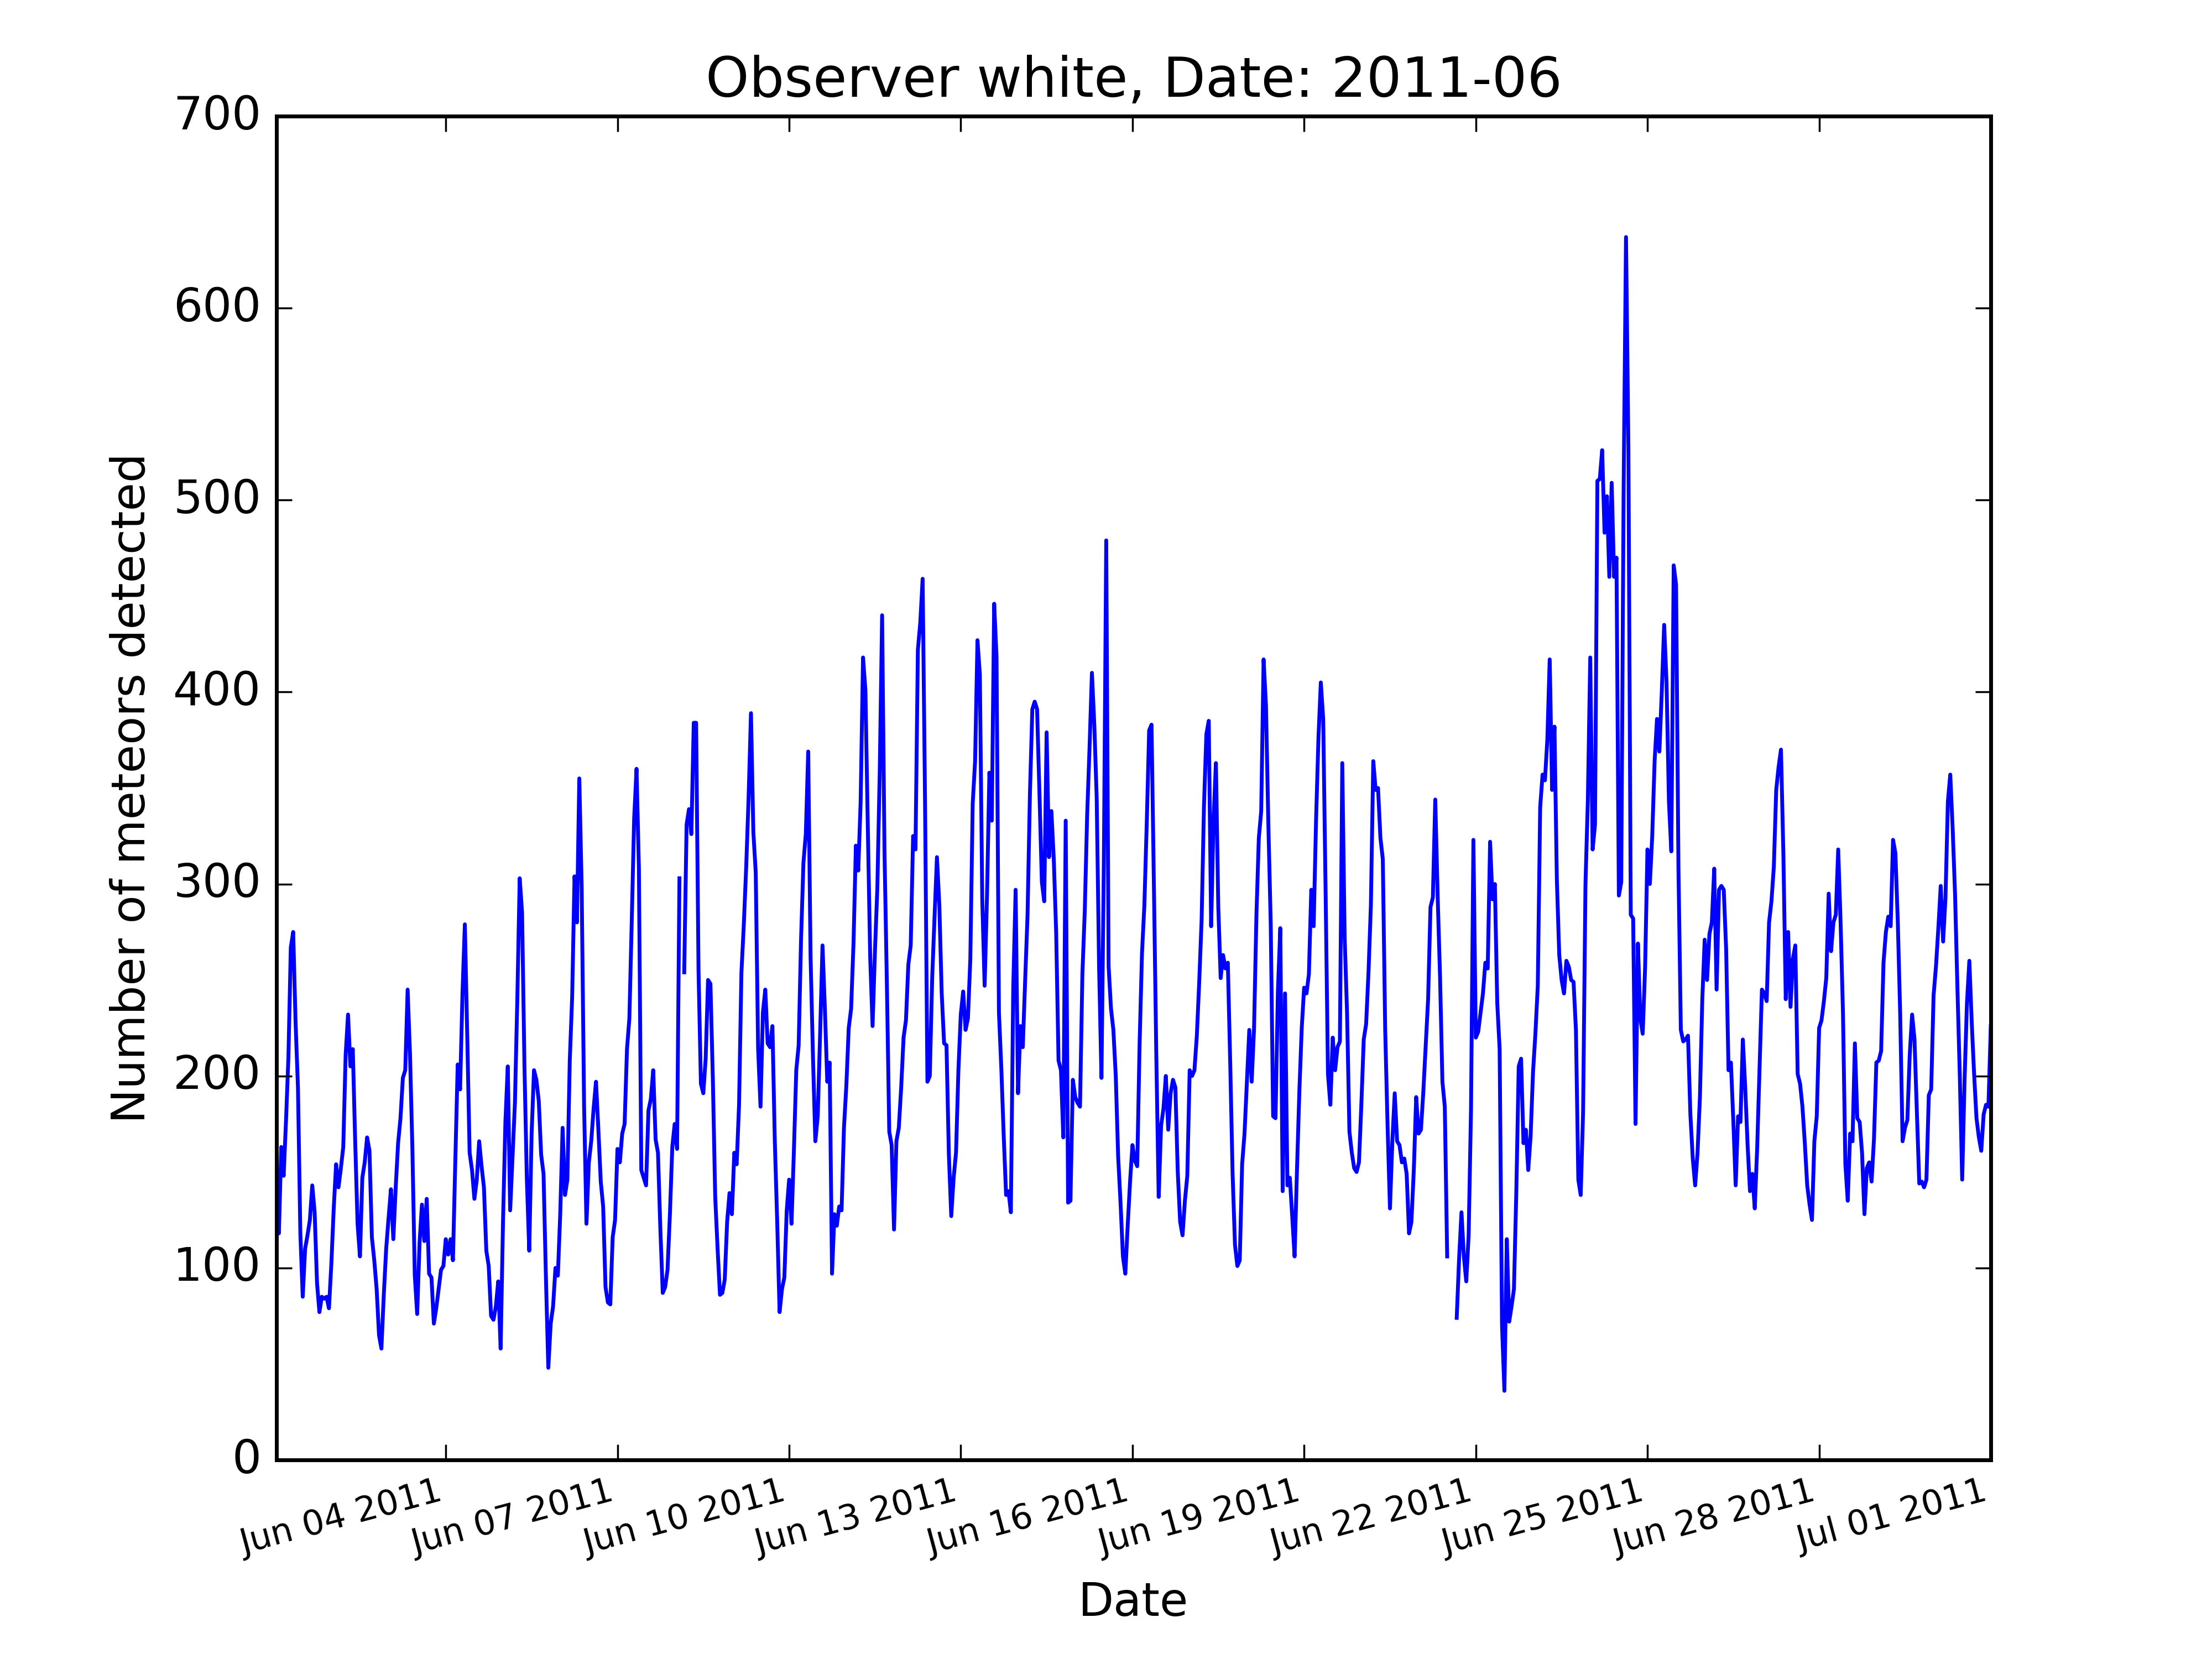 Observer white, Date: 2011-06
700
600
500
400
300
200
100
0
Number of meteors detected
Jun 04 2011
Jun 07 2011
Jun 10 2011
Jun 13 2011
Jun 16 2011
Jun 19 2011
Jun 22 2011
Jun 25 2011
Jun 28 2011
Jul 01 2011
Date